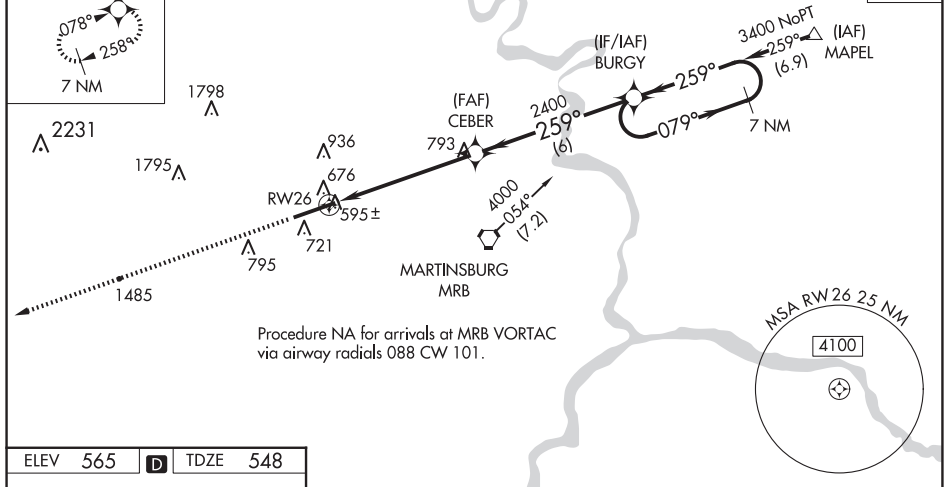 078°
258°
7 NM
3400 NoPT
259°
(6.9)
(IAF)
MAPEL
(IF/IAF)
BURGY
259°
079°
7 NM
1798
2231
1795
936
676
793
(FAF)
CEBER
2400
259°
(6)
RW26
595±
721
795
1485
4000
054°
(7.2)
MARTINSBURG
MRB
Procedure NA for arrivals at MRB VORTAC
via airway radials 088 CW 101.
MSA RW26 25 NM
4100
ELEV 565 D TDZE 548